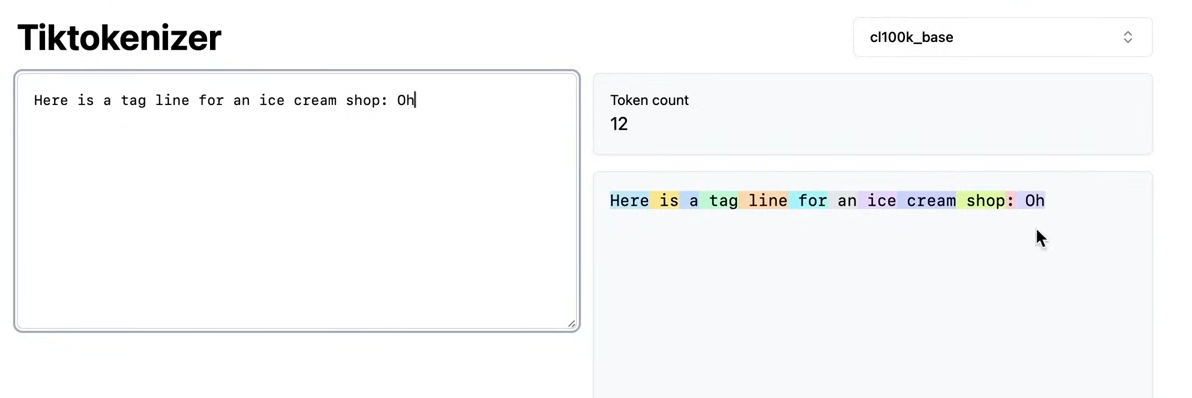 Tiktokenizer
cl100k_base
Here is a tag line for an ice cream shop: Oh
Token count
12
Here is a tag line for an ice cream shop: Oh